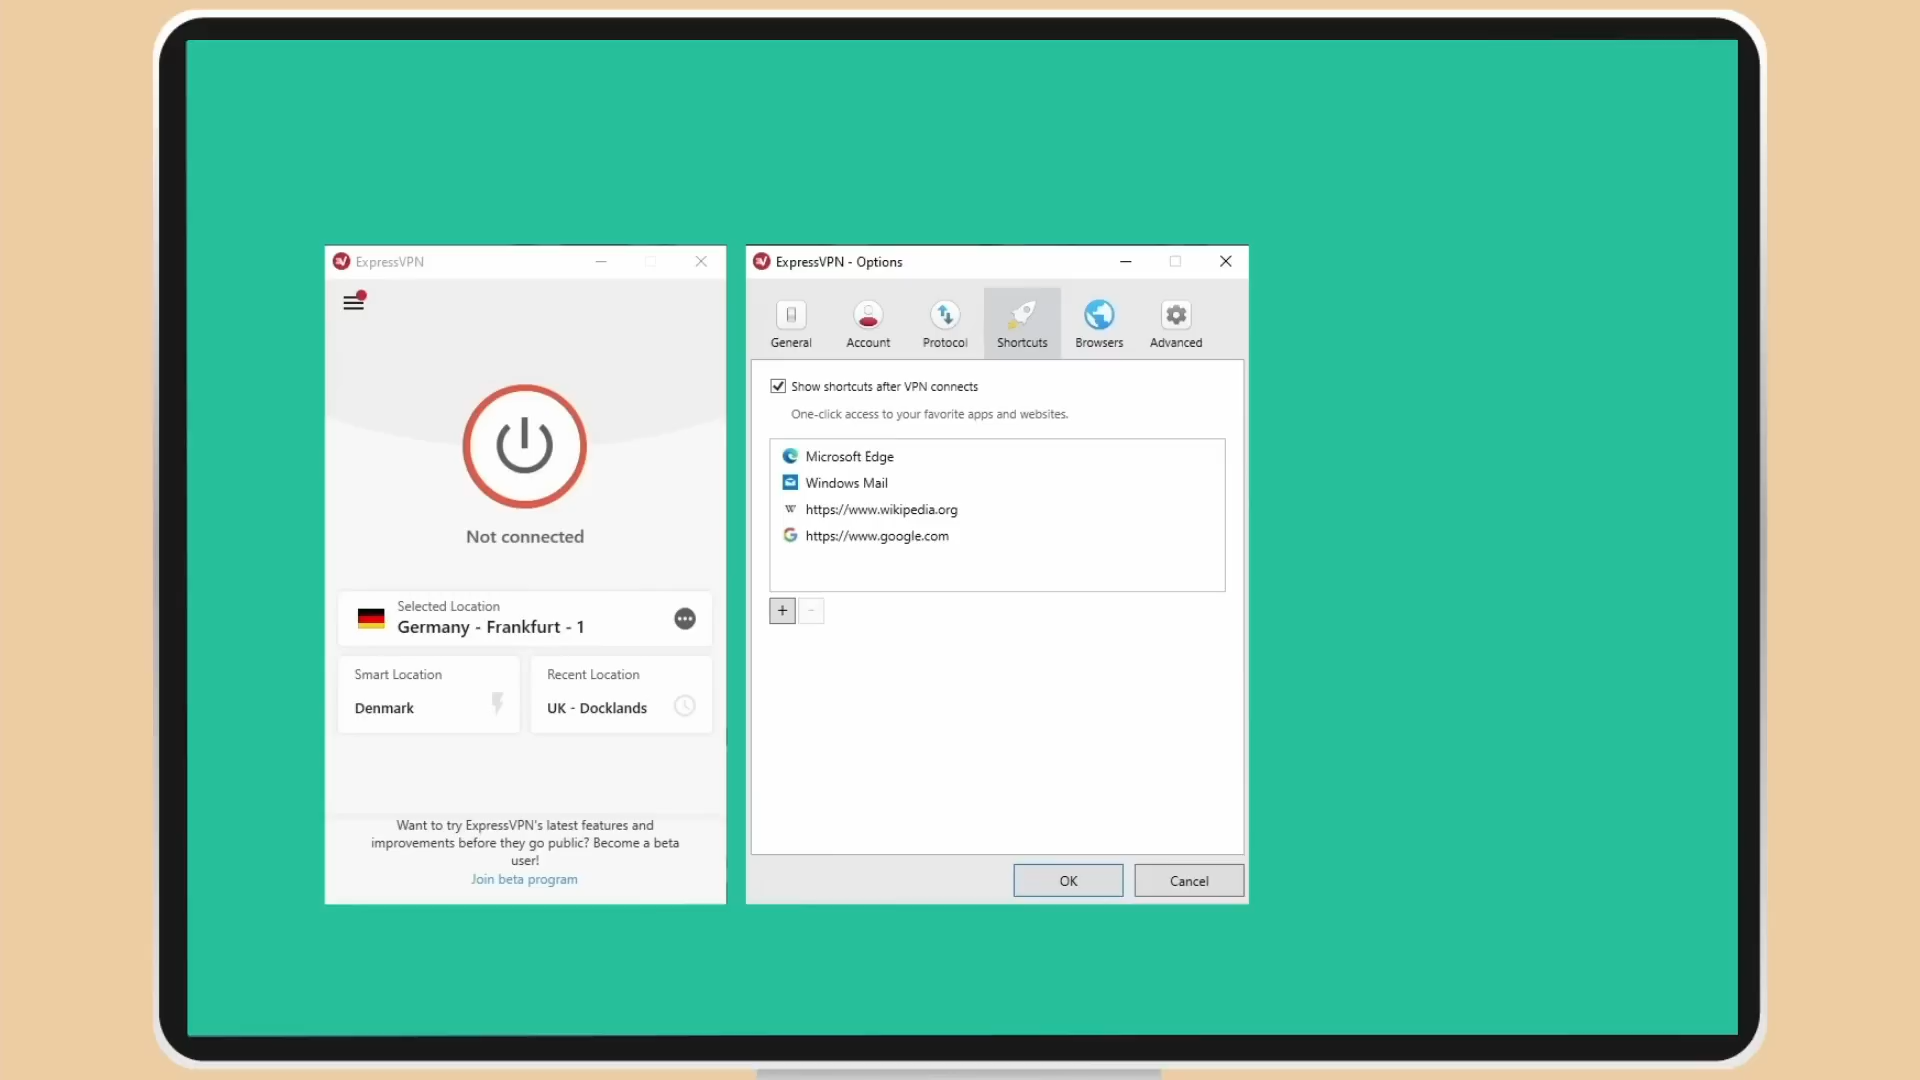 ExpressVPN
Not connected
Selected Location
Germany - Frankfurt - 1
Smart Location
Denmark
Recent Location
UK - Docklands
Want to try ExpressVPN's latest features and
improvements before they go public? Become a beta
user!
Join beta program
ExpressVPN - Options
General Account Protocol Shortcuts Browsers Advanced
Show shortcuts after VPN connects
One-click access to your favorite apps and websites.
Microsoft Edge
Windows Mail
W https://www.wikipedia.org
G https://www.google.com
+ -
OK Cancel